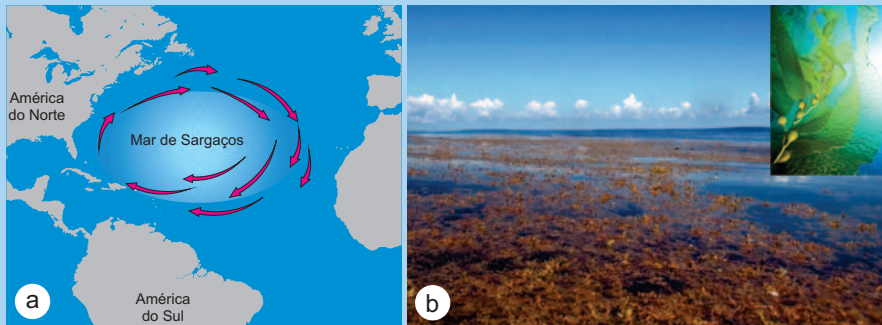 América
do Norte
Mar de Sargaços
América
do Sul
a
b